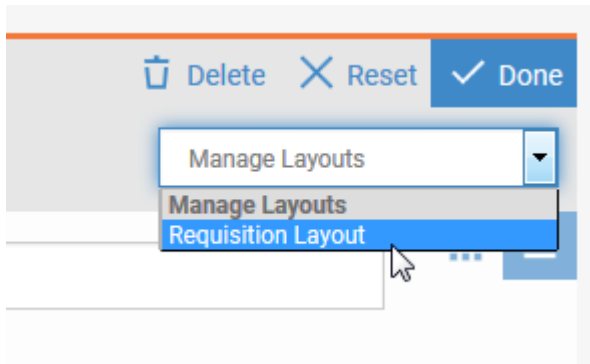 Delete Reset Done
Manage Layouts
Manage Layouts
Requisition Layout